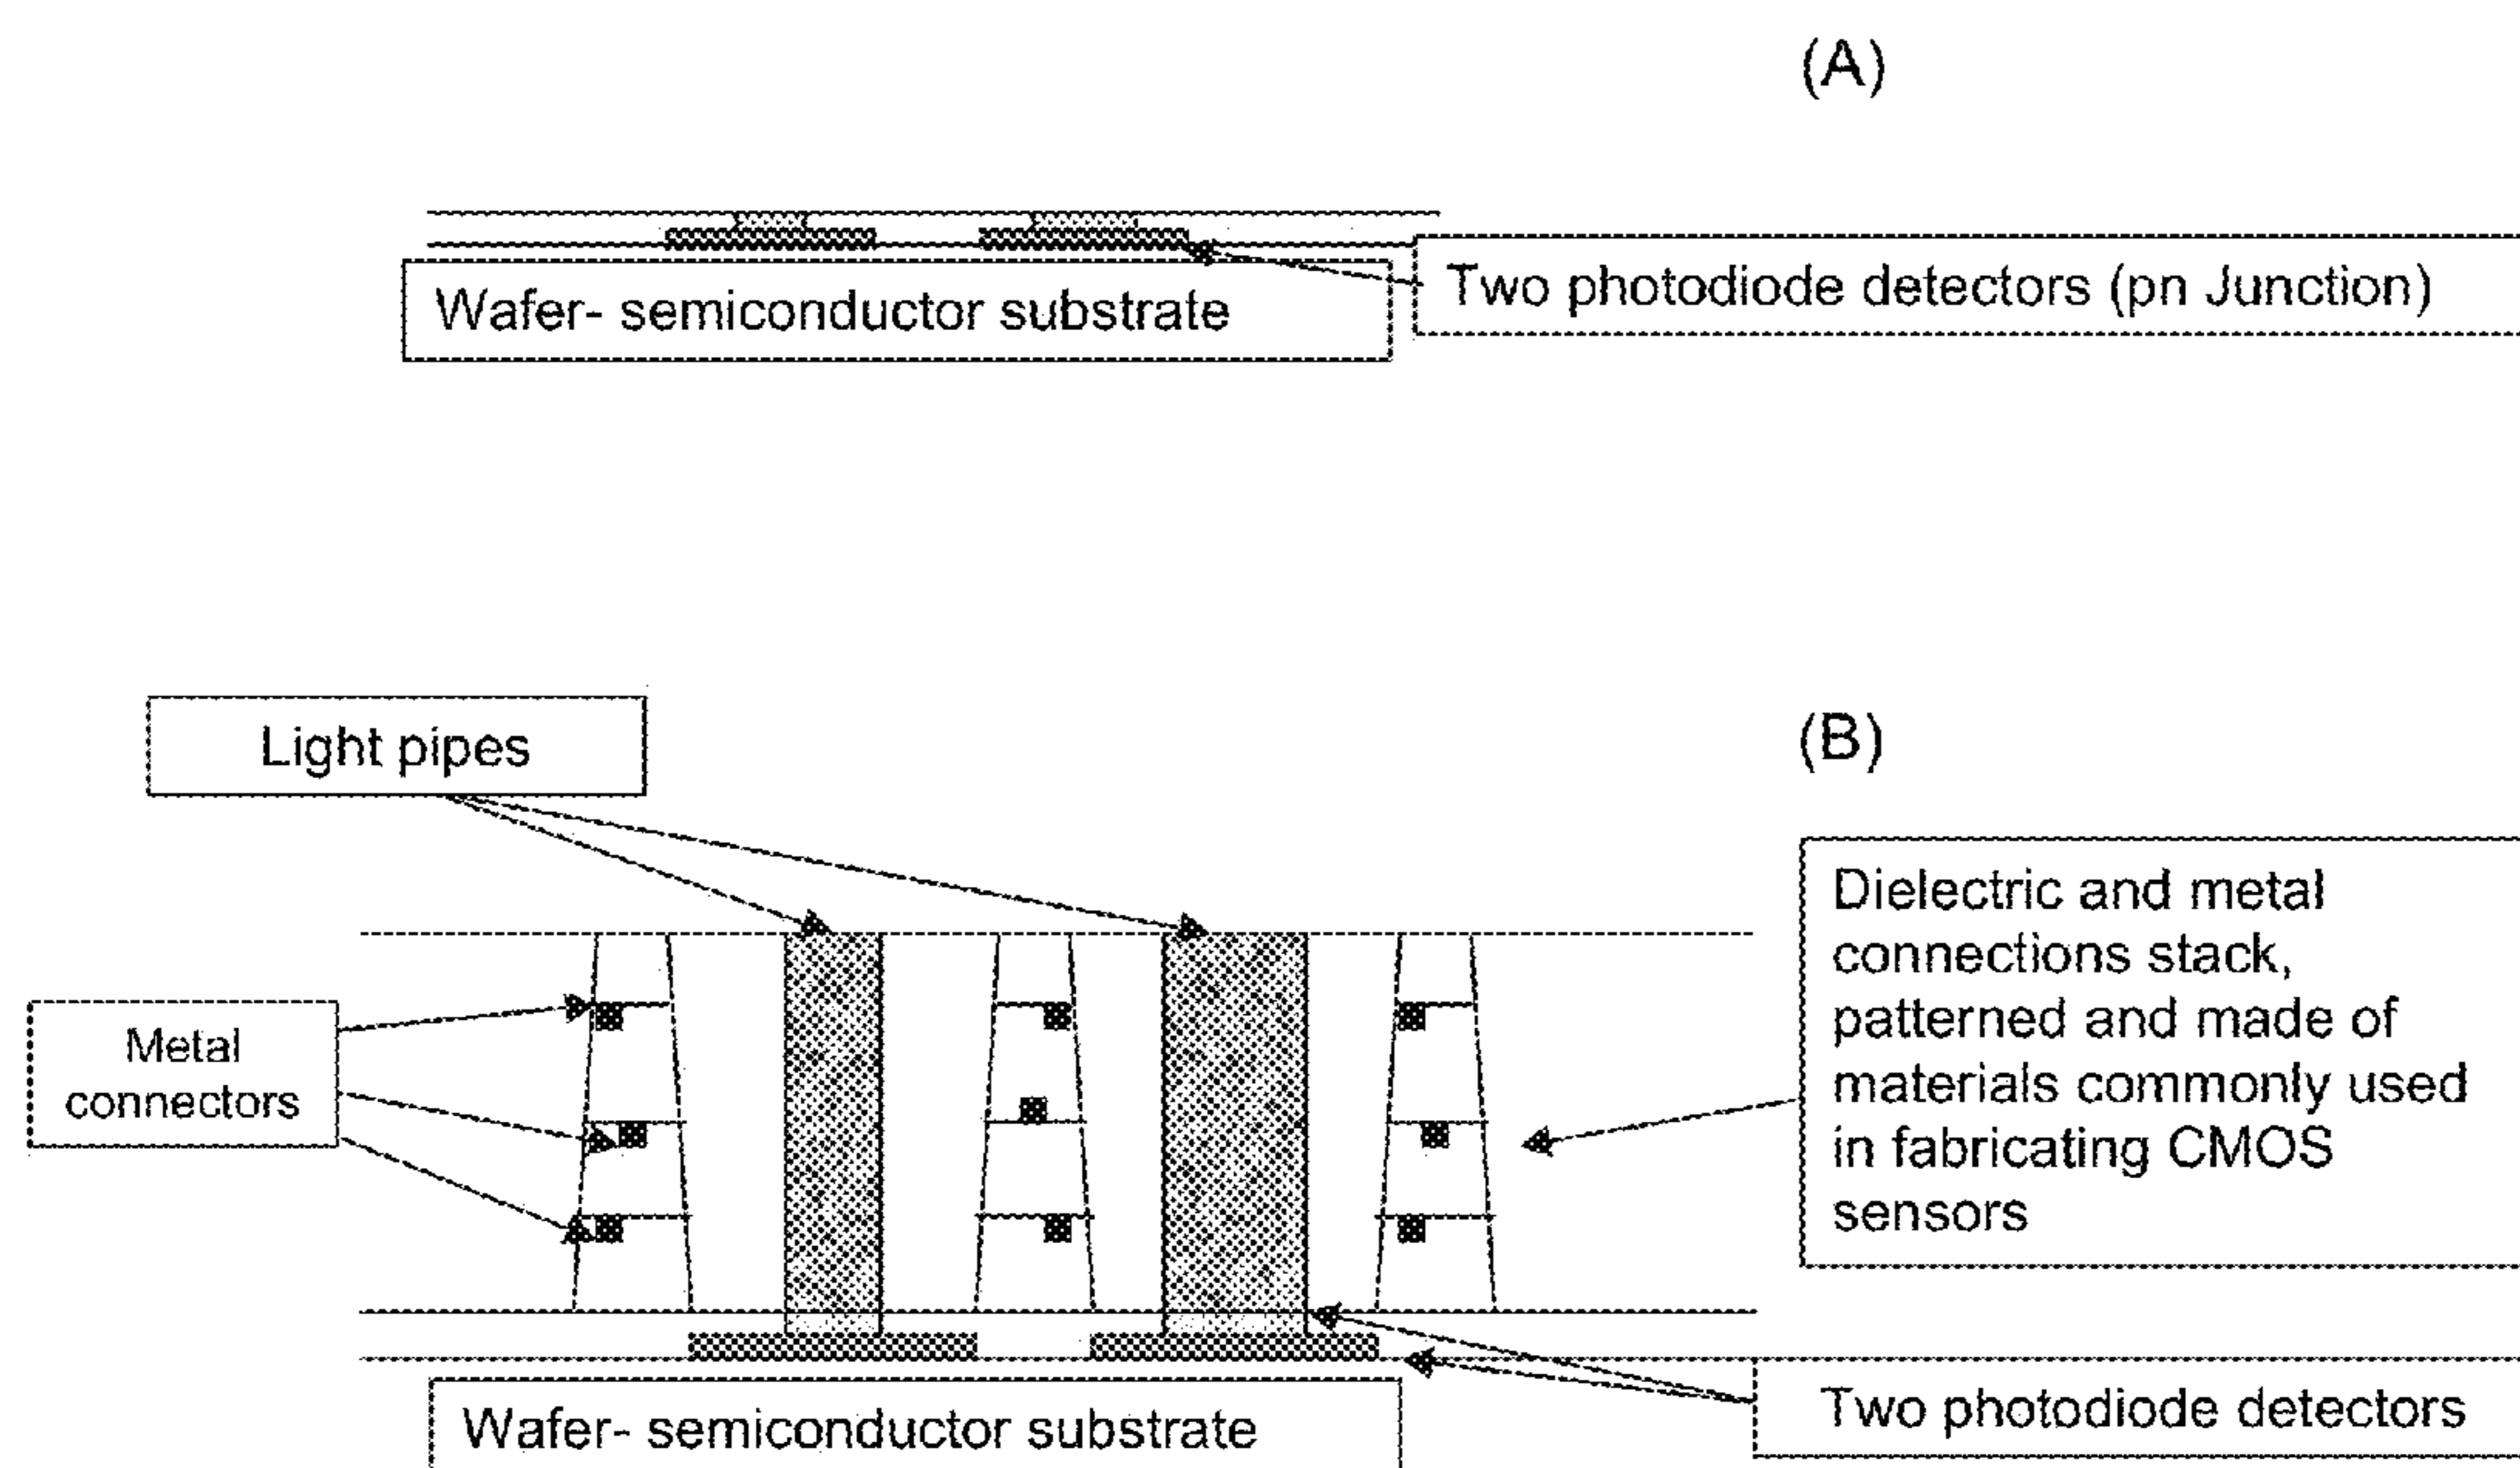 (A)
Wafer- semiconductor substrate
Two photodiode detectors (pn Junction)
Light pipes
(B)
Metal
connectors
Dielectric and metal
connections stack,
patterned and made of
materials commonly used
in fabricating CMOS
sensors
Wafer- semiconductor substrate
Two photodiode detectors